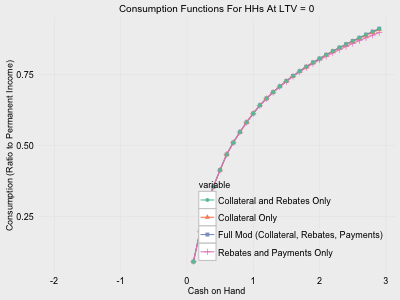 Consumption Functions For HHs At LTV = 0
Consumption (Ratio to Permanent Income)
0.75
0.50
0.25
variable
Collateral and Rebates Only
Collateral Only
Full Mod (Collateral, Rebates, Payments)
Rebates and Payments Only
-2 -1 0 1 2 3
Cash on Hand